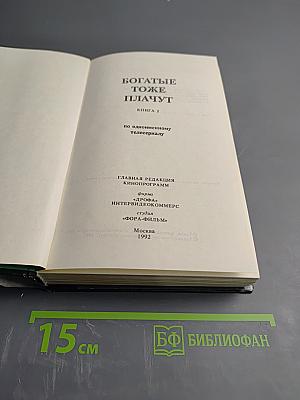 БОГАТЫЕ
ТОЖЕ
ПЛАЧУТ
КНИГА 2
по одноименному
телесериалу
ГЛАВНАЯ РЕДАКЦИЯ
КИНОПРОГРАММ
фирма
«ДРОФА»
ИНТЕРВИДЕОКОММЕРС
студия
«ФОРА-ФИЛЬМ»
Москва
1992
15 см
БФ БИБЛИОФАН